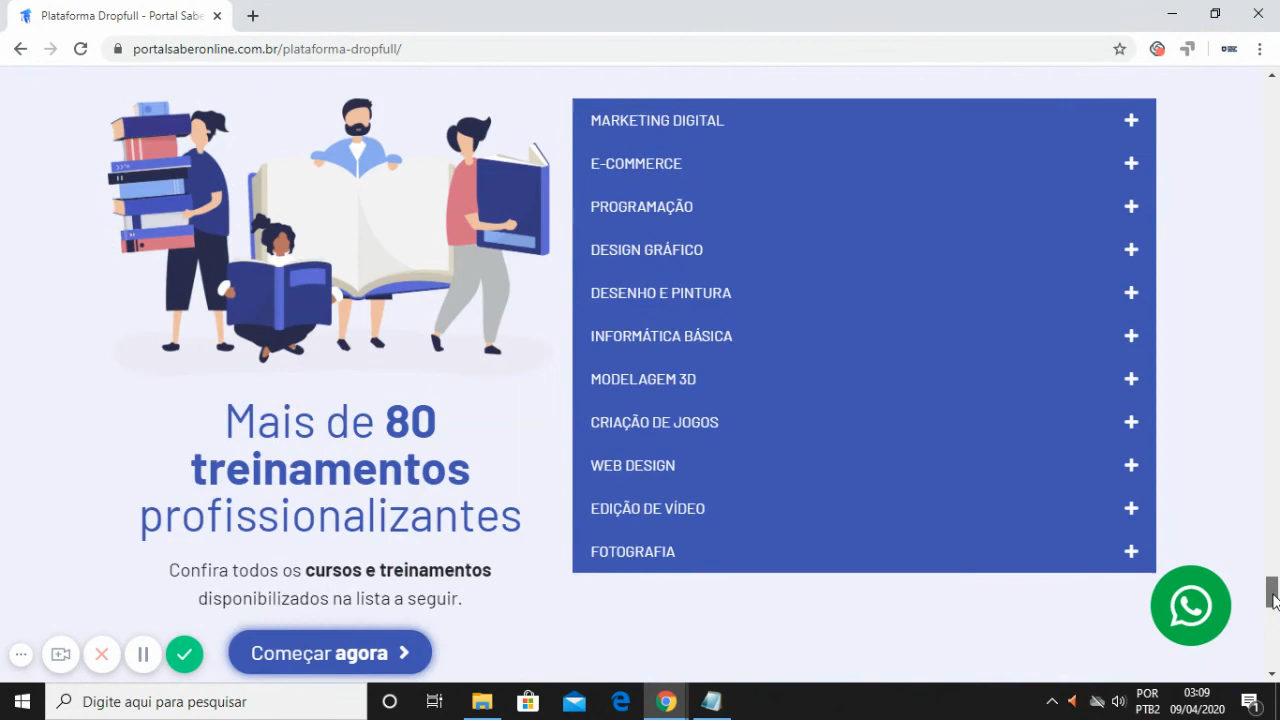 Plataforma Dropfull - Portal Sabe
portalsaberonline.com.br/plataforma-dropfull/
MARKETING DIGITAL
E-COMMERCE
PROGRAMAÇÃO
DESIGN GRÁFICO
DESENHO E PINTURA
INFORMÁTICA BÁSICA
MODELAGEM 3D
CRIAÇÃO DE JOGOS
WEB DESIGN
EDIÇÃO DE VÍDEO
FOTOGRAFIA
Mais de 80
treinamentos
profissionalizantes
Confira todos os cursos e treinamentos
disponibilizados na lista a seguir.
Começar agora
Digite aqui para pesquisar
POR
PTB2
03:09
09/04/2020
1